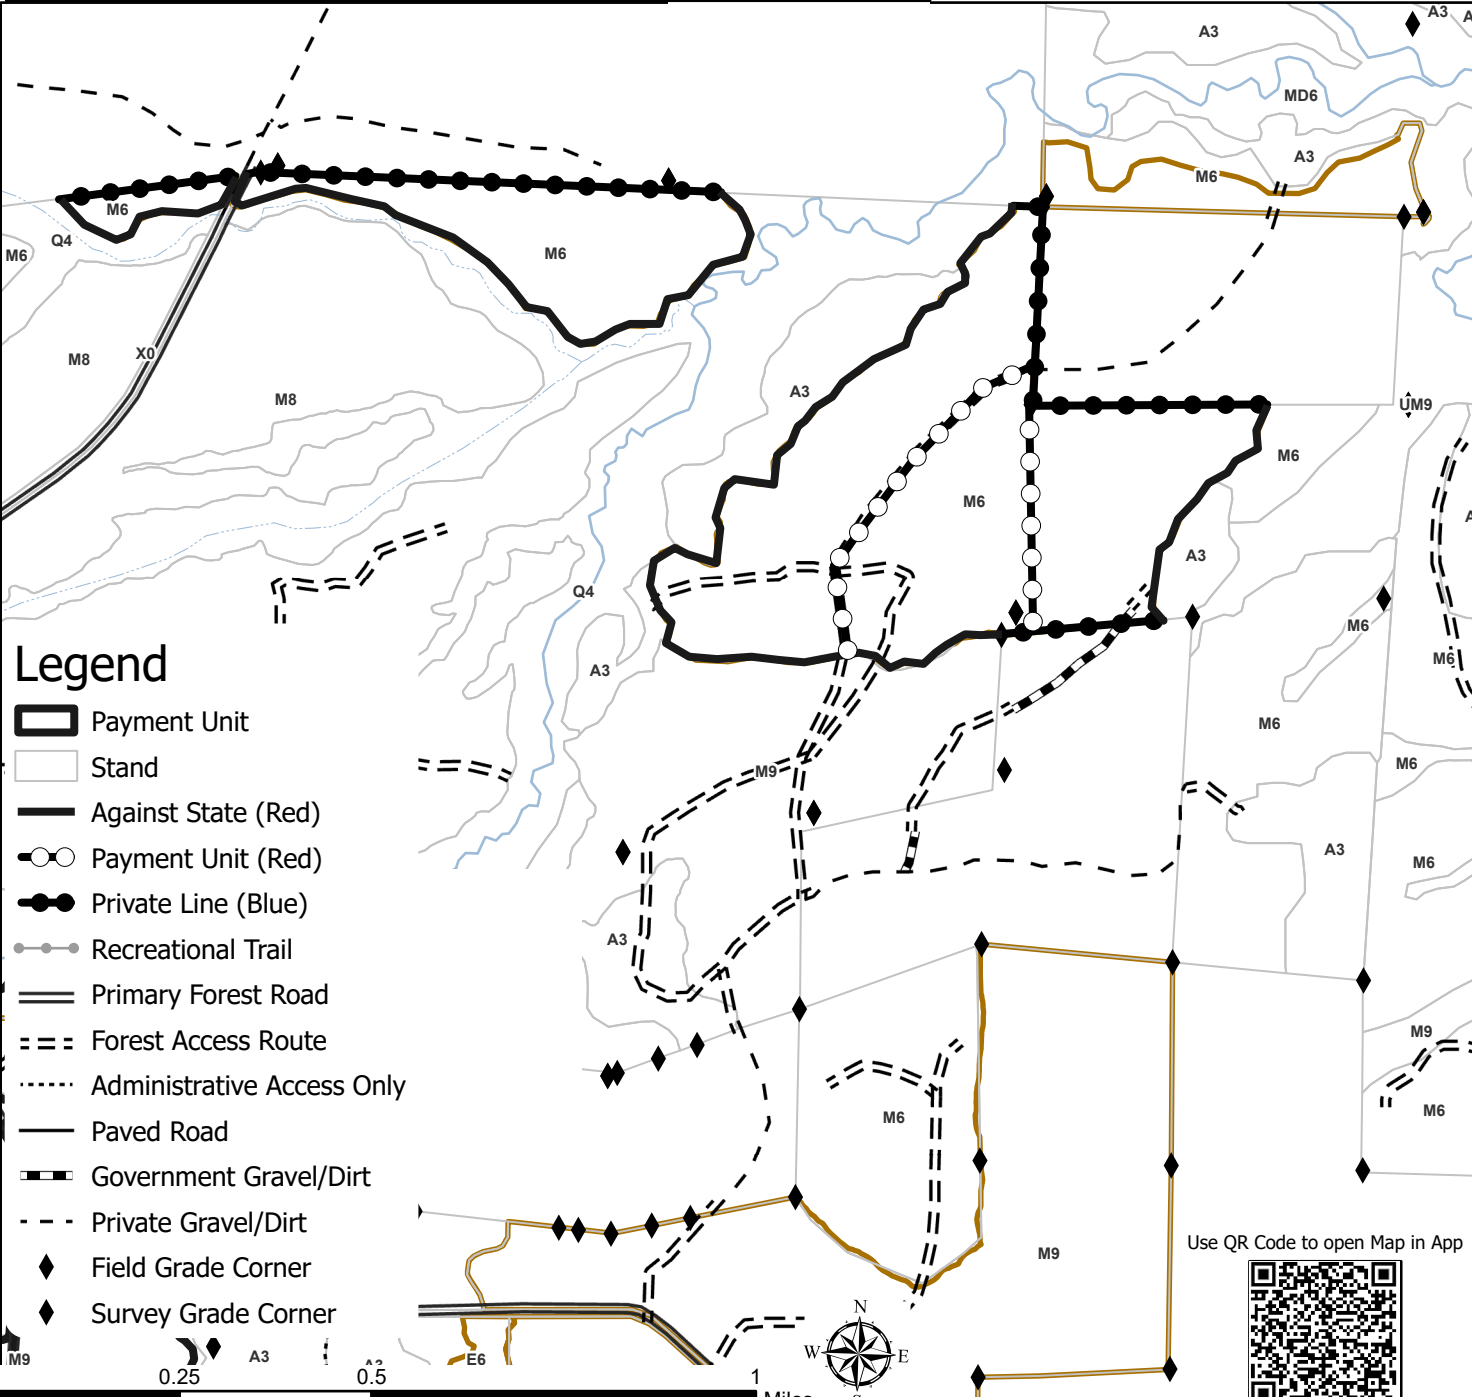 A3
A3
A
MD6
A3
M6
M6
Q4
M6
M6
X0
M8
M8
A3
UM9
M6
M6
A
A3
Q4
M6
M6
A3
M6
M9
M6
A3
M6
A3
M9
M6
M6
M9
Legend
Payment Unit
Stand
Against State (Red)
Payment Unit (Red)
Private Line (Blue)
Recreational Trail
Primary Forest Road
Forest Access Route
Administrative Access Only
Paved Road
Government Gravel/Dirt
Private Gravel/Dirt
Field Grade Corner
Survey Grade Corner
Use QR Code to open Map in App
N
W
E
M9
A3
A3
E6
0.25
0.5
1
Miles